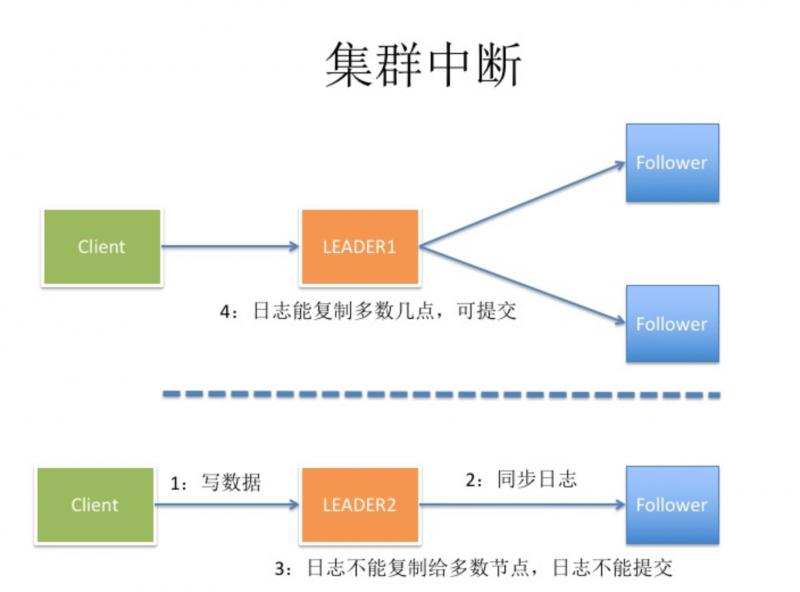 集群中断
Follower
Client
LEADER1
4：日志能复制多数几点，可提交
Follower
1：写数据
2：同步日志
Client
LEADER2
Follower
3：日志不能复制给多数节点，日志不能提交